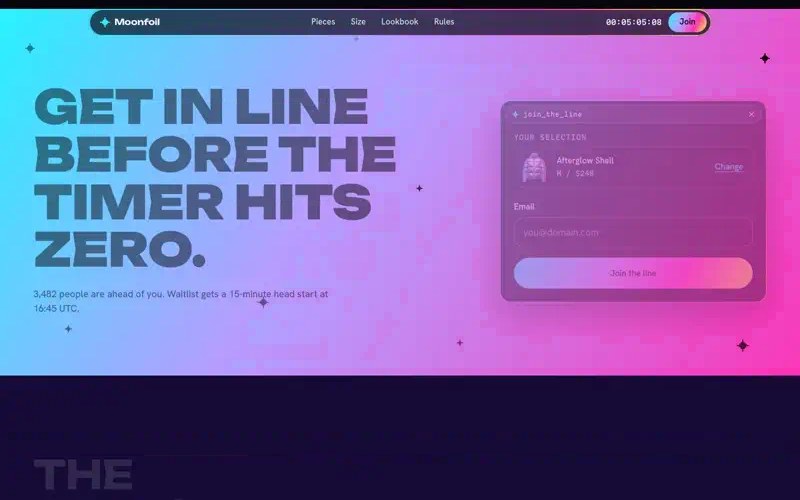 Moonfoil
Pieces Size Lookbook Rules
00:05:05:08 Join
GET IN LINE
BEFORE THE
TIMER HITS
ZERO.
3,482 people are ahead of you. Waitlist gets a 15-minute head start at
16:45 UTC.
join_the_line
YOUR SELECTION
Afterglow Shell
M / $248
Change
Email
you@domain.com
Join the line
THE